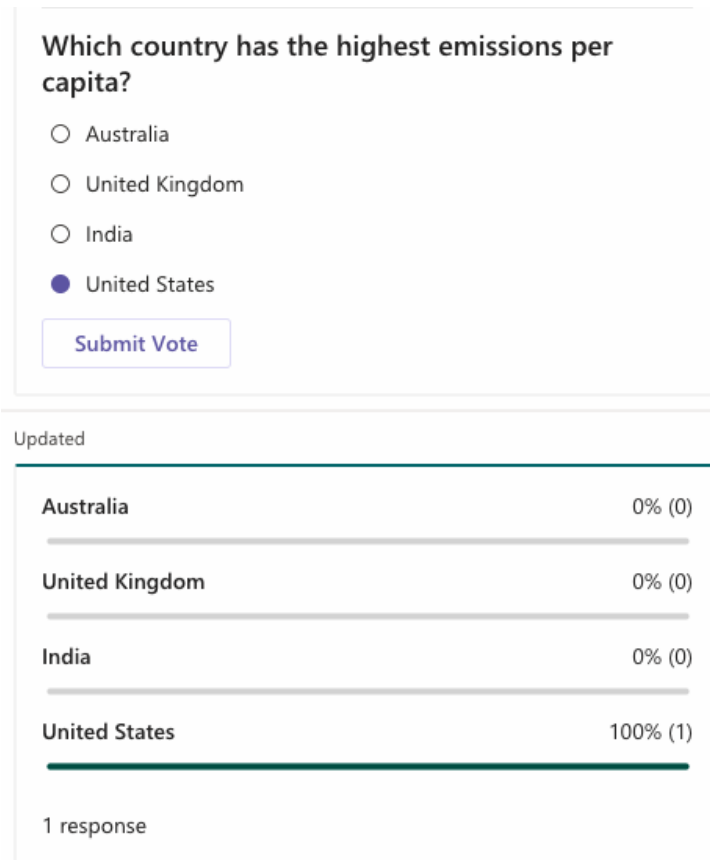 Which country has the highest emissions per
capita?
Australia
United Kingdom
India
United States
Submit Vote
Updated
Australia 0% (0)
United Kingdom 0% (0)
India 0% (0)
United States 100% (1)
1 response